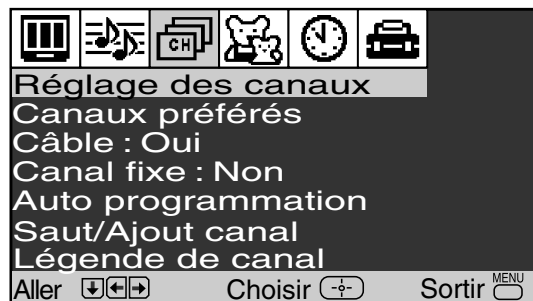 CH
Réglage des canaux
Canaux préférés
Câble : Oui
Canal fixe : Non
Auto programmation
Saut/Ajout canal
Légende de canal
Aller Choisir Sortir MENU